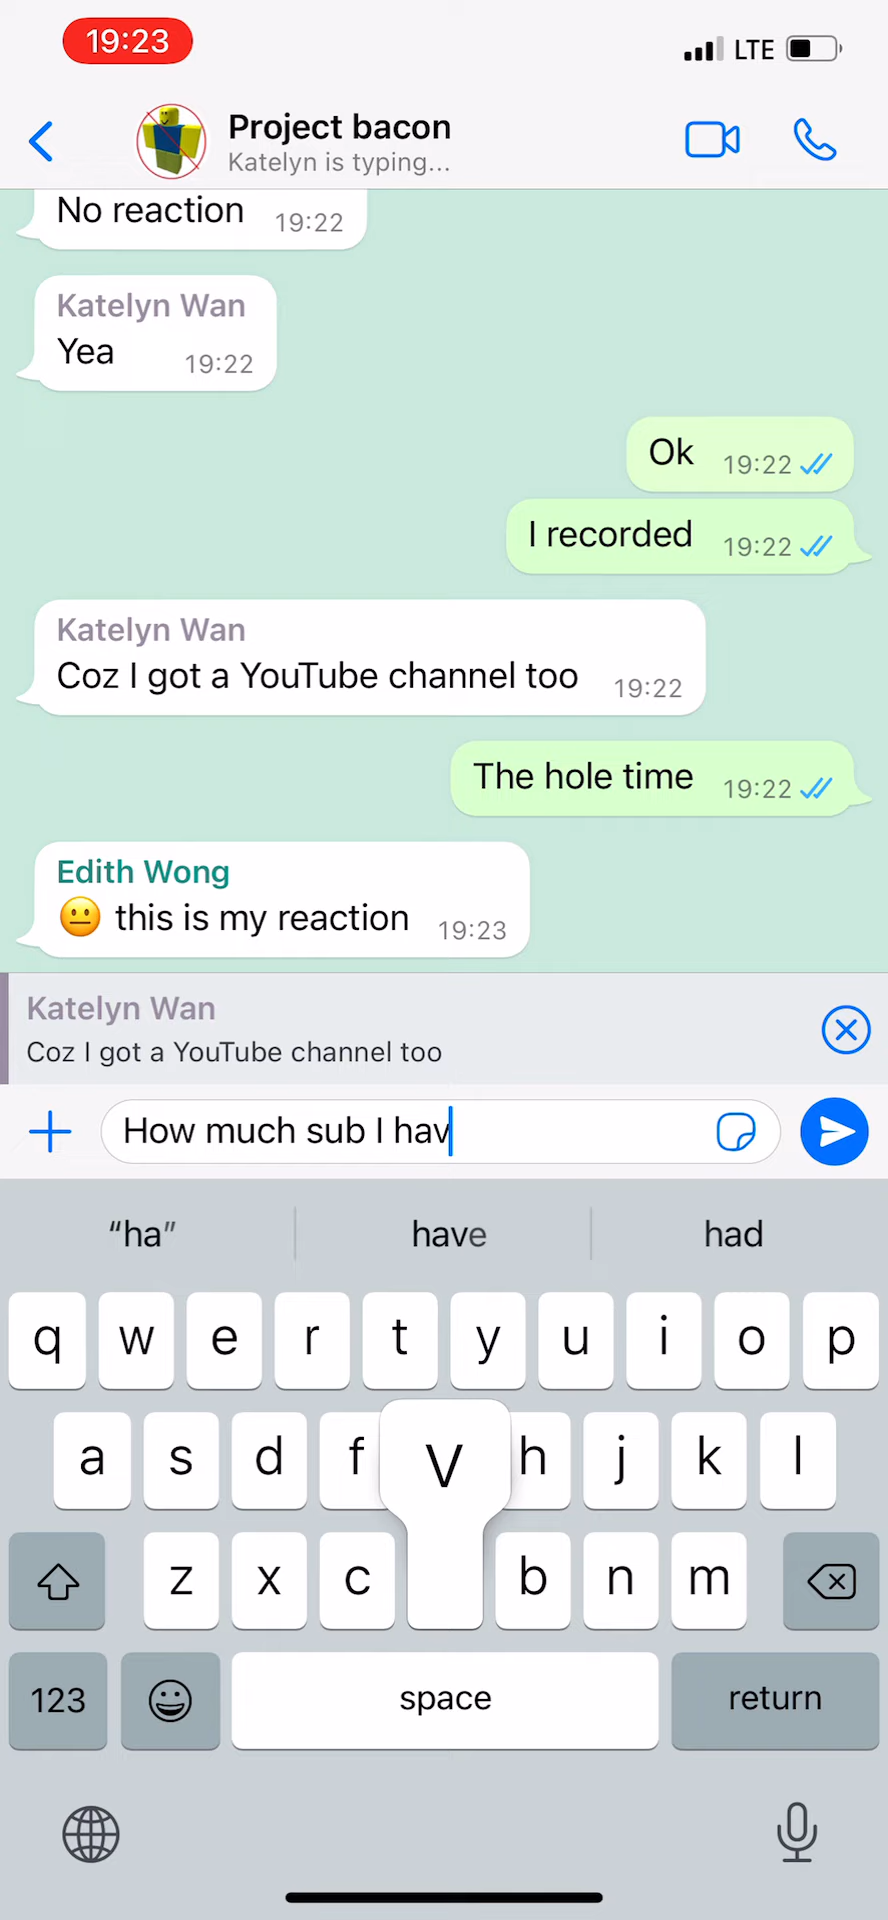 19:23
LTE
Project bacon
Katelyn is typing...
No reaction 19:22
Katelyn Wan
Yea 19:22
Ok 19:22
I recorded 19:22
Katelyn Wan
Coz I got a YouTube channel too 19:22
The hole time 19:22
Edith Wong
😐 this is my reaction 19:23
Katelyn Wan
Coz I got a YouTube channel too
How much sub I hav
“ha” have had
q w e r t y u i o p
a s d f V h j k l
z x c b n m
123 space return